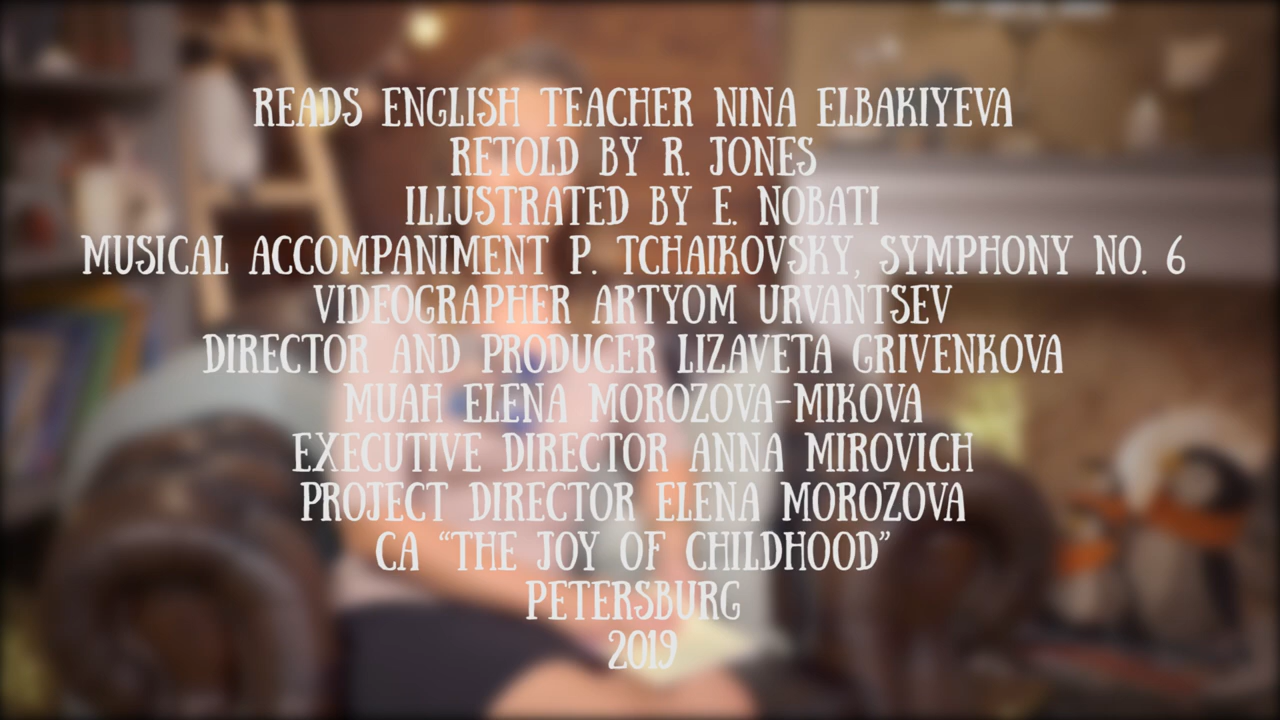 READS ENGLISH TEACHER NINA ELBAKIYEVA
RETOLD BY R. JONES
ILLUSTRATED BY E. NOBATI
MUSICAL ACCOMPANIMENT P. TCHAIKOVSKY, SYMPHONY NO. 6
VIDEOGRAPHER ARTYOM URVANTSEV
DIRECTOR AND PRODUCER LIZAVETA GRIVENKOVA
MUAH ELENA MOROZOVA-MIKOVA
EXECUTIVE DIRECTOR ANNA MIROVICH
PROJECT DIRECTOR ELENA MOROZOVA
CA “THE JOY OF CHILDHOOD”
PETERSBURG
2019